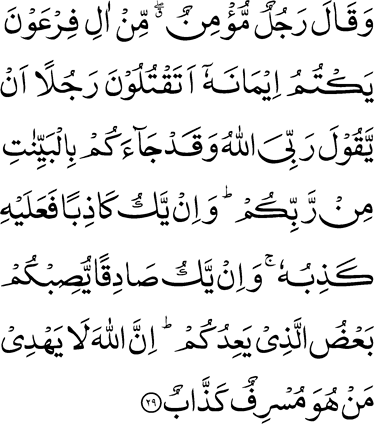 وَقَالَ رَجُلٌ مُّؤْمِنٌ ۖۗ مِّنْ اٰلِ فِرْعَوْنَ
يَكْتُمُ اِيْمَانَهٗۤ اَتَقْتُلُوْنَ رَجُلًا اَنْ
يَّقُوْلَ رَبِّيَ اللّٰهُ وَقَدْ جَآءَكُمْ بِالْبَيِّنٰتِ
مِنْ رَّبِّكُمْ ؕ وَاِنْ يَّكُ كَاذِبًا فَعَلَيْهِ
كَذِبُهٗ ۚ وَاِنْ يَّكُ صَادِقًا يُّصِبْكُمْ
بَعْضُ الَّذِيْ يَعِدُكُمْ ؕ اِنَّ اللّٰهَ لَا يَهْدِيْ
مَنْ هُوَ مُسْرِفٌ كَذَّابٌ ۝۲۹